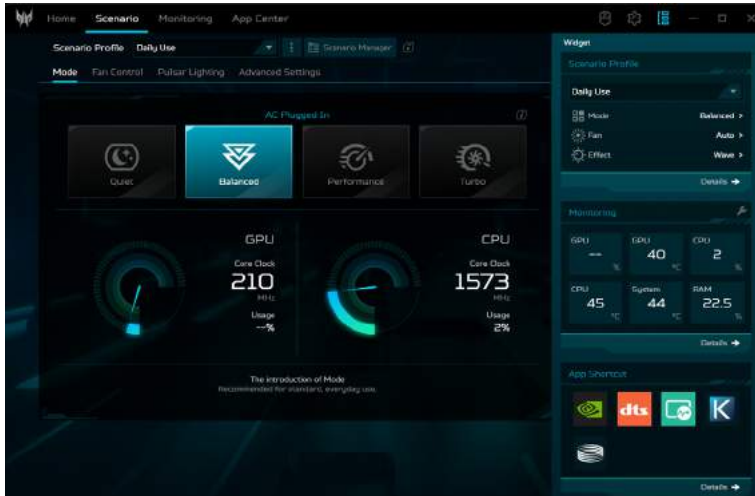 Home Scenario Monitoring App Center
Scenario Profile Daily Use Scenario Manager
Mode Fan Control Pulsar Lighting Advanced Settings
AC Plugged In
Quiet Balanced Performance Turbo
GPU
Core Clock
210
MHz
Usage
--%
CPU
Core Clock
1573
MHz
Usage
2%
The introduction of Mode
Recommended for standard, everyday use.
Widget
Scenario Profile
Daily Use
Mode Balanced >
Fan Auto >
Effect Wave >
Details →
Monitoring
GPU
--
%
GPU
40
°C
CPU
2
%
CPU
45
°C
System
44
°C
RAM
22.5
%
Details →
App Shortcut
dts
K
Details →